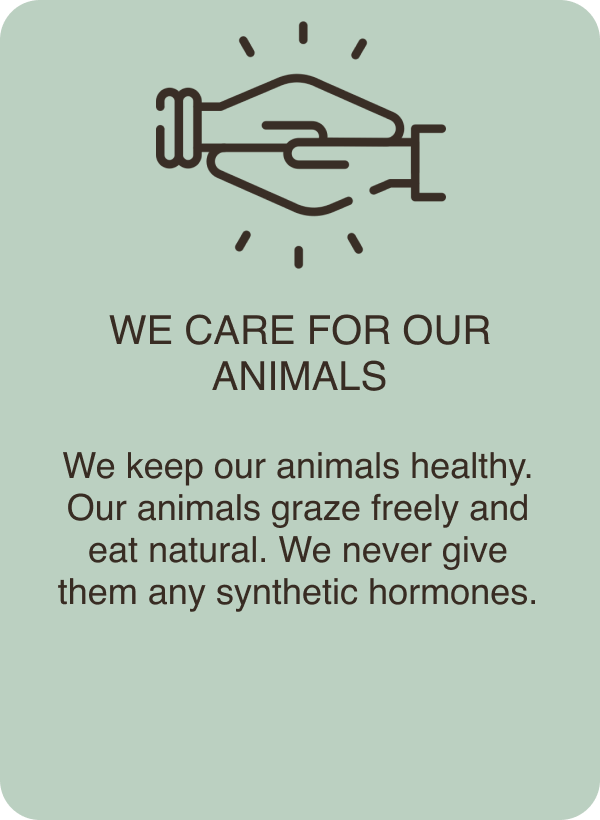 WE CARE FOR OUR
ANIMALS
We keep our animals healthy.
Our animals graze freely and
eat natural. We never give
them any synthetic hormones.